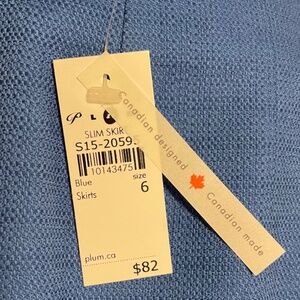 SLIM SKIR
S15-2059
10143475
Blue
size
Skirts
6
plum.ca
$82
Canadian designed
Canadian made